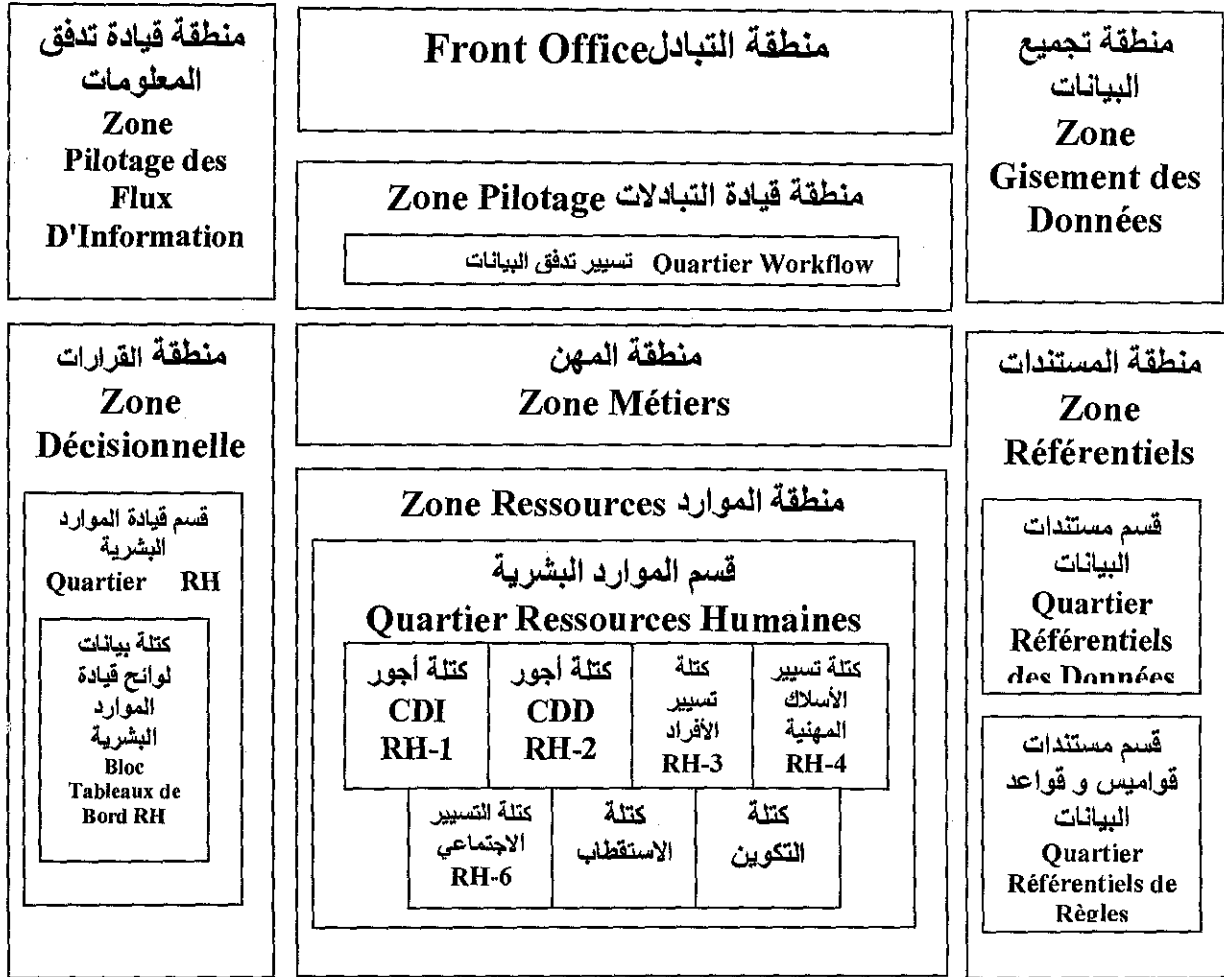 منطقة قيادة تدفق
المعلومات
Zone
Pilotage des
Flux
D'Information
منطقة التبادل Front Office
منطقة قيادة التبادلات Zone Pilotage
Quartier Workflow تسيير تدفق البيانات
منطقة تجميع
البيانات
Zone
Gisement des
Données
منطقة القرارات
Zone
Décisionnelle
قسم قيادة الموارد
البشرية
Quartier RH
كتلة بيانات
لوائح قيادة
الموارد
البشرية
Bloc
Tableaux de
Bord RH
منطقة المهن
Zone Métiers
منطقة الموارد Zone Ressources
قسم الموارد البشرية
Quartier Ressources Humaines
كتلة أجور
CDI
RH-1
كتلة أجور
CDD
RH-2
كتلة
تسيير
الأفراد
RH-3
كتلة تسيير
الأسلاك
المهنية
RH-4
كتلة التسيير
الاجتماعي
RH-6
كتلة
الاستقطاب
كتلة
التكوين
منطقة المستندات
Zone
Référentiels
قسم مستندات
البيانات
Quartier
Référentiels
des Données
قسم مستندات
قواميس و قواعد
البيانات
Quartier
Référentiels de
Règles